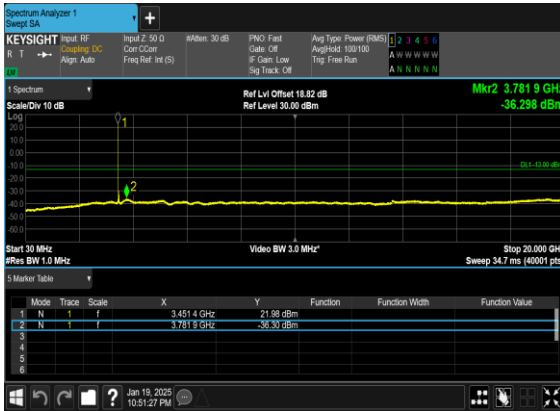 Spectrum Analyzer 1
Swept SA
KEYSIGHT
R T
Input: RF
Coupling: DC
Align: Auto
Input Z: 50 Ω
Corr CCorr
Freq Ref: Int (S)
#Atten: 30 dB
PNO: Fast
Gate: Off
IF Gain: Low
Sig Track: Off
Avg Type: Power (RMS)
Avg|Hold: 100/100
Trig: Free Run
1 2 3 4 5 6
A W W W W W
A N N N N N
1 Spectrum
Scale/Div 10 dB
Ref Lvl Offset 18.82 dB
Ref Level 30.00 dBm
Mkr2 3.781 9 GHz
-36.298 dBm
Log
20.0
10.0
0.00
-10.0
-20.0
-30.0
-40.0
-50.0
-60.0
1
2
DL1 -13.00 dBm
Start 30 MHz
#Res BW 1.0 MHz
Video BW 3.0 MHz*
Stop 20.000 GHz
Sweep 34.7 ms (40001 pts)
5 Marker Table
Mode Trace Scale X Y Function Function Width Function Value
1 N 1 f 3.451 4 GHz 21.98 dBm
2 N 1 f 3.781 9 GHz -36.30 dBm
3
4
5
6
Jan 19, 2025
10:51:27 PM